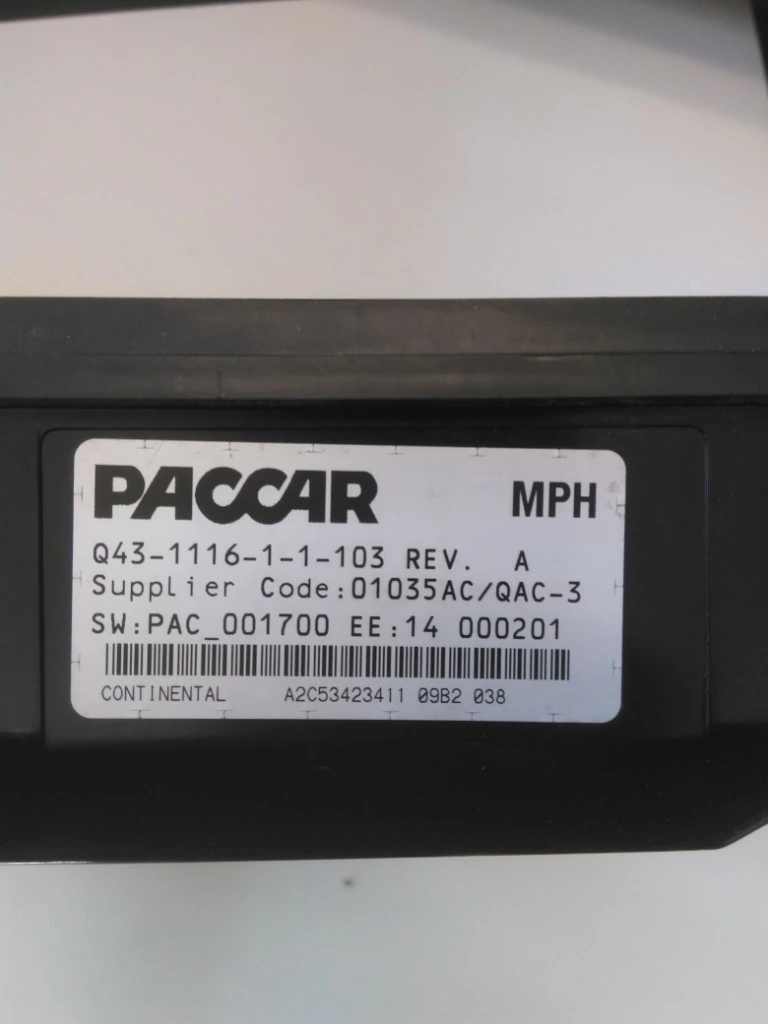 PACCAR MPH
Q43-1116-1-1-103 REV. A
Supplier Code:01035AC/QAC-3
SW:PAC_001700 EE:14 000201
CONTINENTAL A2C53423411 09B2 038